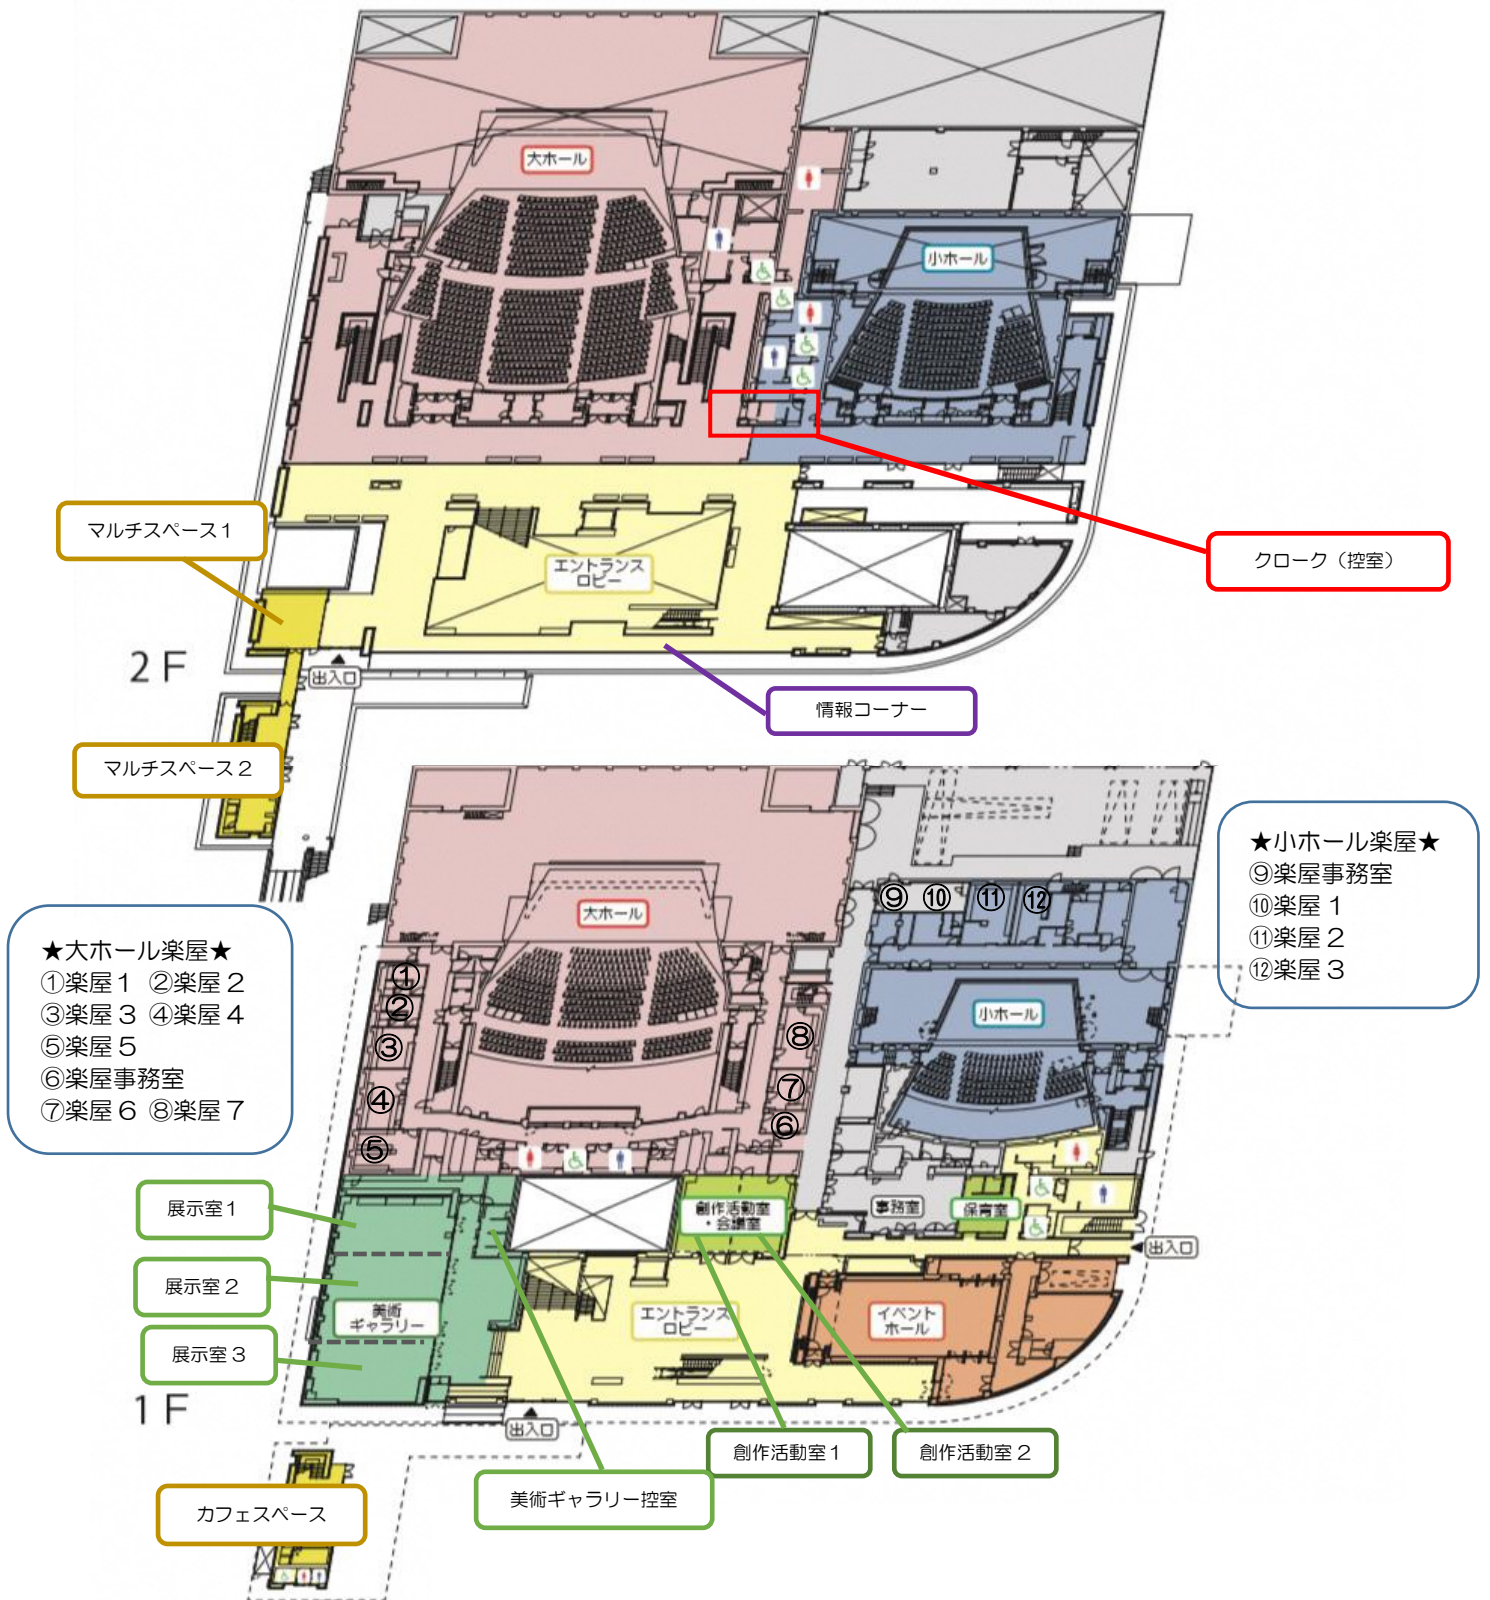 大ホール
小ホール
マルチスペース１
エントランス
ロビー
クローク（控室）
２Ｆ
出入口
情報コーナー
マルチスペース２
★小ホール楽屋★
⑨楽屋事務室
⑩楽屋１
⑪楽屋２
⑫楽屋３
⑨ ⑩ ⑪ ⑫
大ホール
★大ホール楽屋★
①楽屋１ ②楽屋２
③楽屋３ ④楽屋４
⑤楽屋５
⑥楽屋事務室
⑦楽屋６ ⑧楽屋７
①
②
③
④
⑤
⑧
⑦
⑥
小ホール
展示室１
創作活動室
・会議室
事務室
保育室
出入口
展示室２
美術
ギャラリー
エントランス
ロビー
イベント
ホール
展示室３
１Ｆ
出入口
創作活動室１
創作活動室２
美術ギャラリー控室
カフェスペース